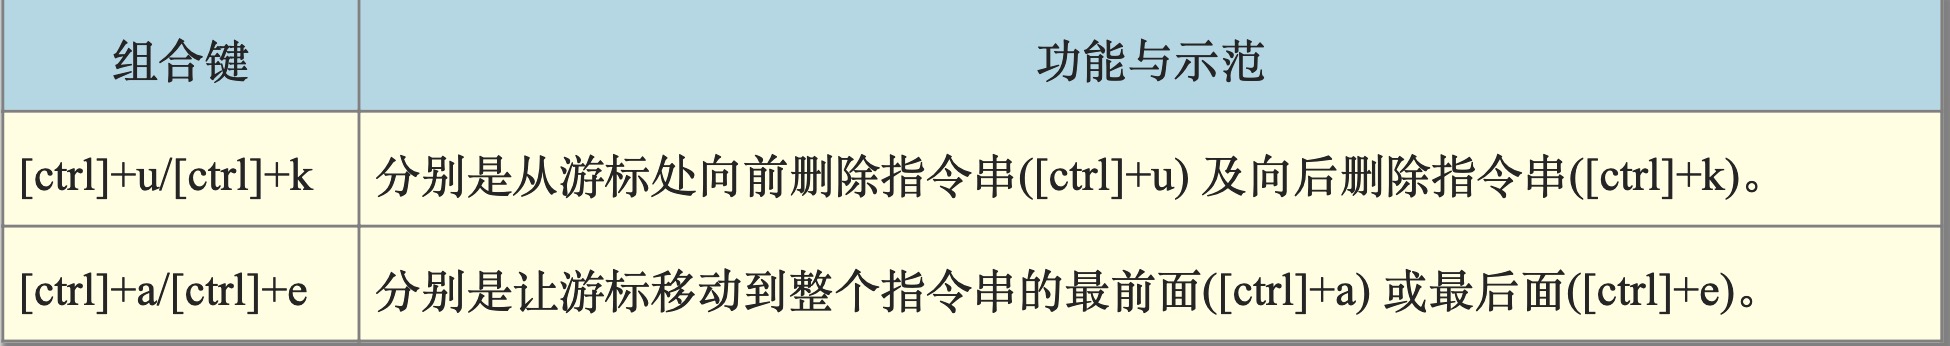 组合键
功能与示范
[ctrl]+u/[ctrl]+k
分别是从游标处向前删除指令串([ctrl]+u) 及向后删除指令串([ctrl]+k)。
[ctrl]+a/[ctrl]+e
分别是让游标移动到整个指令串的最前面([ctrl]+a) 或最后面([ctrl]+e)。